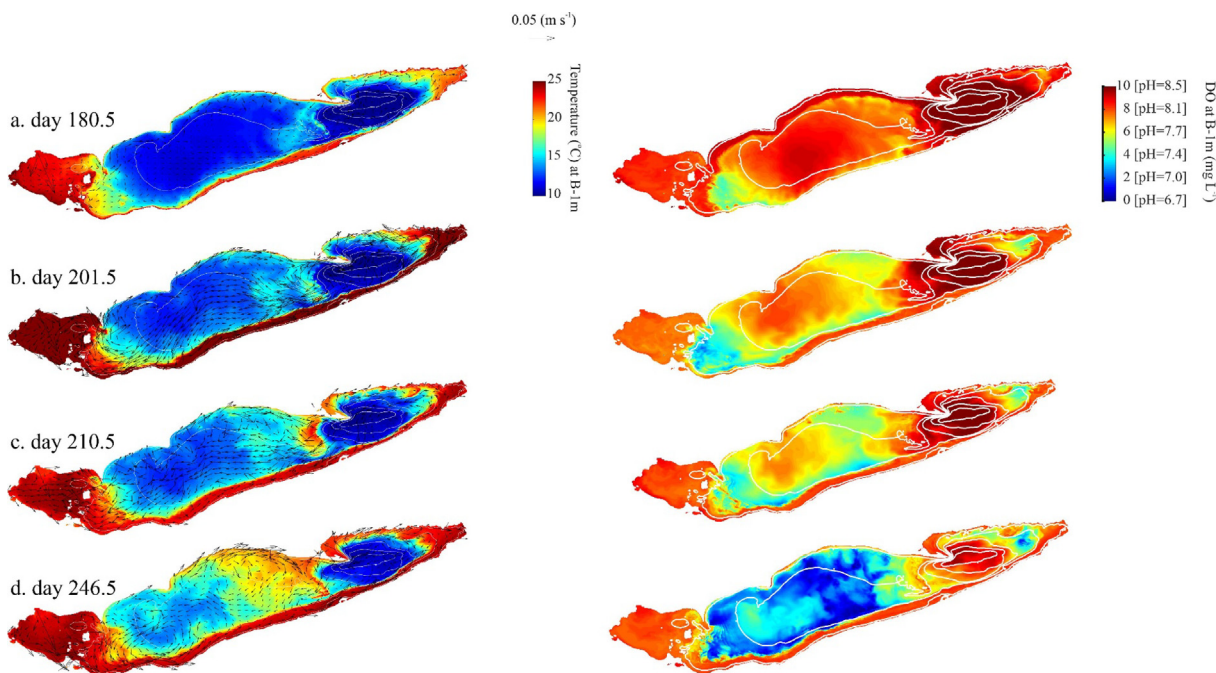 0.05 (m s⁻¹)
25
20
15
10
Temperature (°C) at B-1m
10 [pH=8.5]
8 [pH=8.1]
6 [pH=7.7]
4 [pH=7.4]
2 [pH=7.0]
0 [pH=6.7]
DO at B-1m (mg L⁻¹)
a. day 180.5
b. day 201.5
c. day 210.5
d. day 246.5